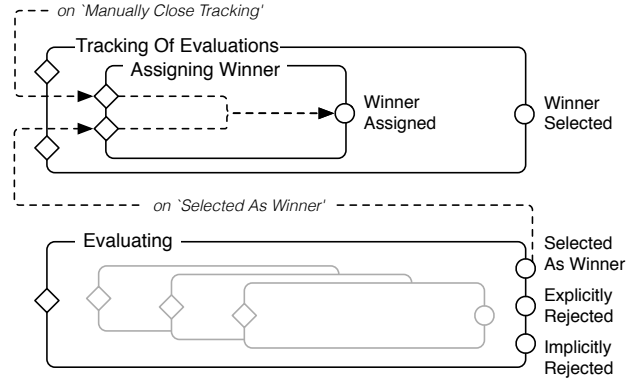 on `Manually Close Tracking'
Tracking Of Evaluations
Assigning Winner
Winner
Assigned
Winner
Selected
on `Selected As Winner'
Evaluating
Selected
As Winner
Explicitly
Rejected
Implicitly
Rejected